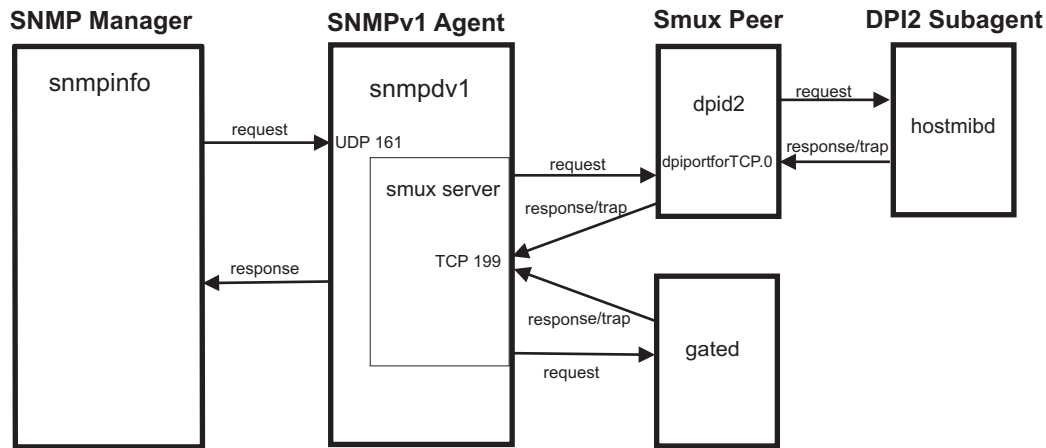 SNMP Manager
SNMPv1 Agent
Smux Peer
DPI2 Subagent
snmpinfo
snmpdv1
dpid2
hostmibd
request
UDP 161
request
request
response/trap
dpiportforTCP.0
smux server
response/trap
TCP 199
response
response/trap
gated
request